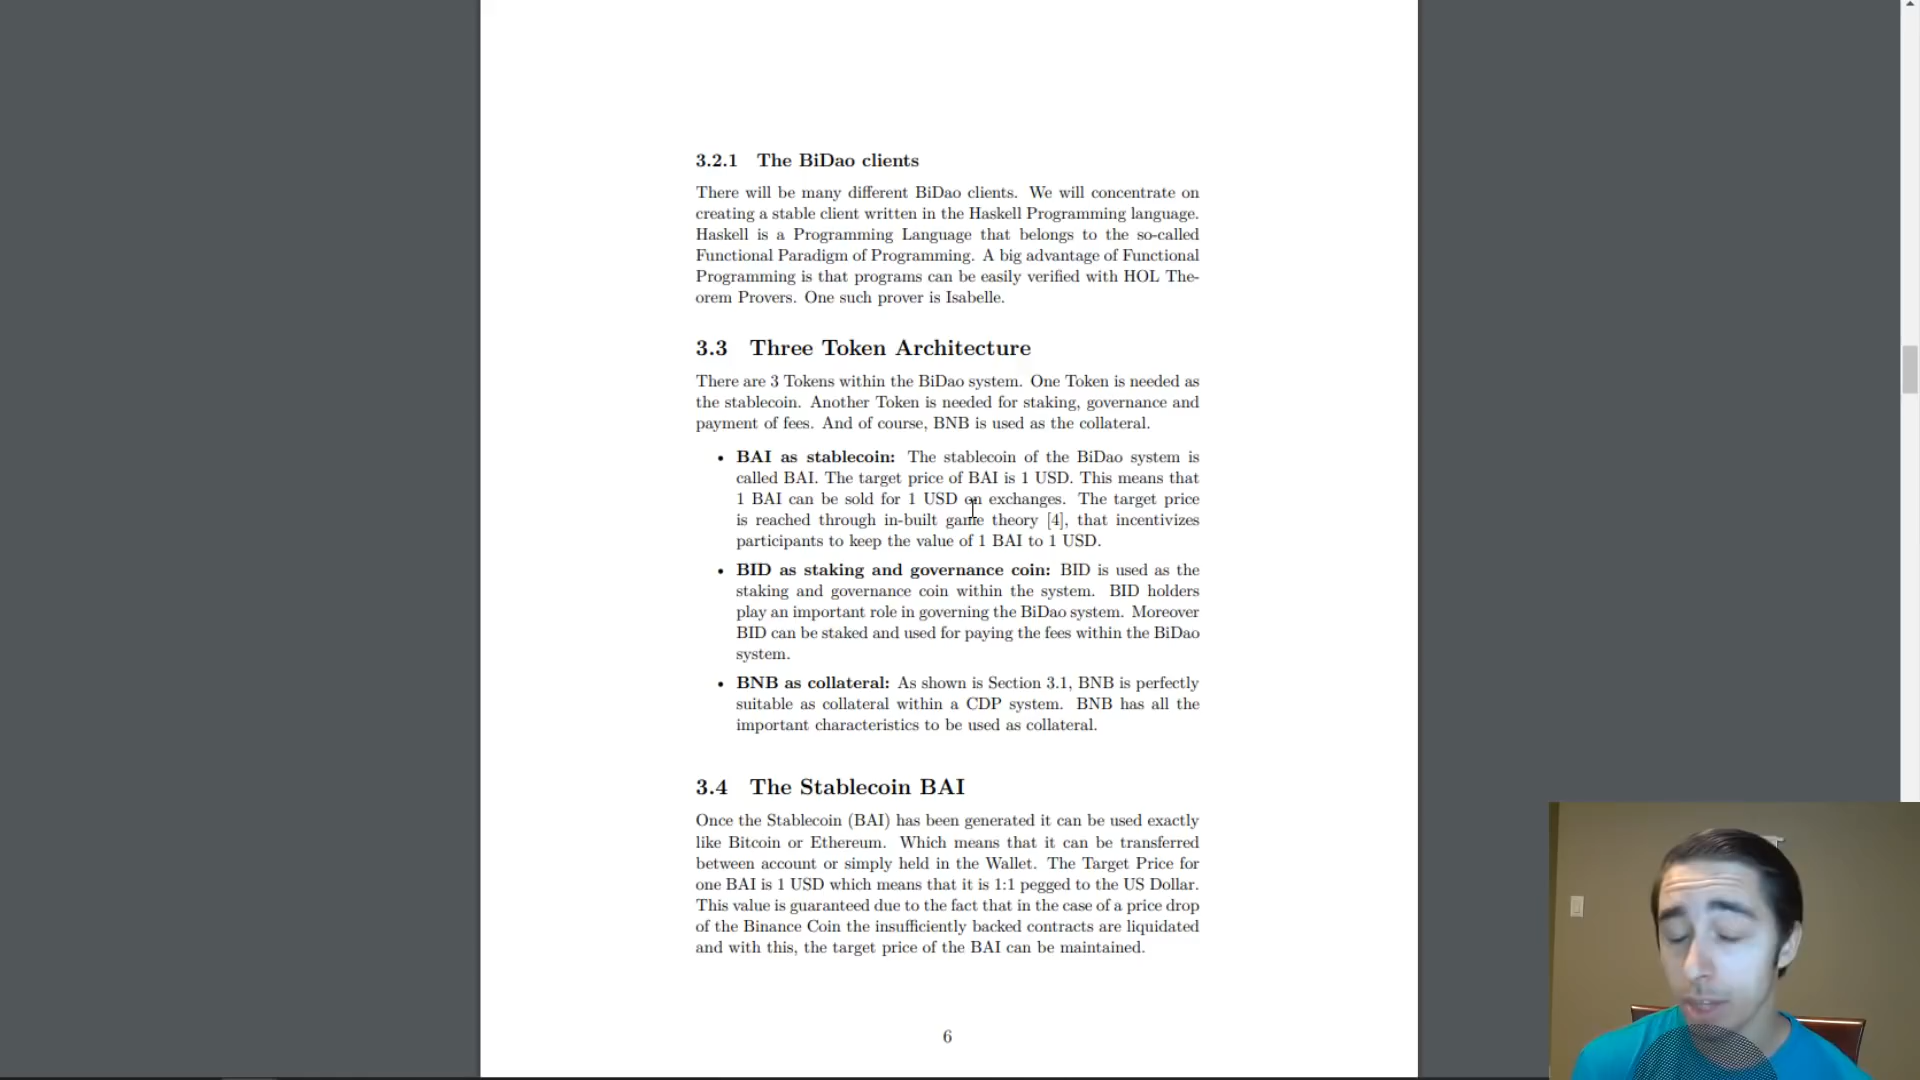 3.2.1 The BiDao clients
There will be many different BiDao clients. We will concentrate on
creating a stable client written in the Haskell Programming language.
Haskell is a Programming Language that belongs to the so-called
Functional Paradigm of Programming. A big advantage of Functional
Programming is that programs can be easily verified with HOL The-
orem Provers. One such prover is Isabelle.
3.3 Three Token Architecture
There are 3 Tokens within the BiDao system. One Token is needed as
the stablecoin. Another Token is needed for staking, governance and
payment of fees. And of course, BNB is used as the collateral.
• BAI as stablecoin: The stablecoin of the BiDao system is
called BAI. The target price of BAI is 1 USD. This means that
1 BAI can be sold for 1 USD on exchanges. The target price
is reached through in-built game theory [4], that incentivizes
participants to keep the value of 1 BAI to 1 USD.
• BID as staking and governance coin: BID is used as the
staking and governance coin within the system. BID holders
play an important role in governing the BiDao system. Moreover
BID can be staked and used for paying the fees within the BiDao
system.
• BNB as collateral: As shown is Section 3.1, BNB is perfectly
suitable as collateral within a CDP system. BNB has all the
important characteristics to be used as collateral.
3.4 The Stablecoin BAI
Once the Stablecoin (BAI) has been generated it can be used exactly
like Bitcoin or Ethereum. Which means that it can be transferred
between account or simply held in the Wallet. The Target Price for
one BAI is 1 USD which means that it is 1:1 pegged to the US Dollar.
This value is guaranteed due to the fact that in the case of a price drop
of the Binance Coin the insufficiently backed contracts are liquidated
and with this, the target price of the BAI can be maintained.
6